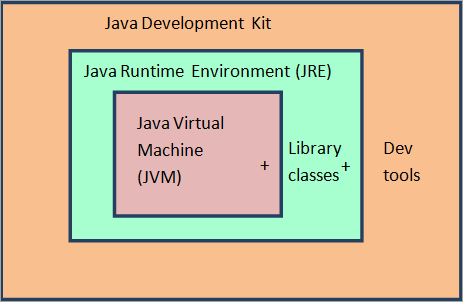 Java Development Kit
Java Runtime Environment (JRE)
Java Virtual
Machine
(JVM)
+
Library
classes
+
Dev
tools